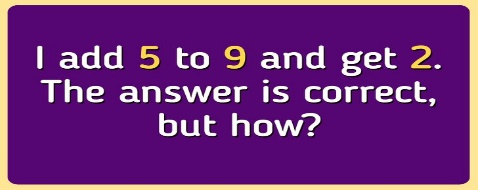 I add 5 to 9 and get 2.
The answer is correct,
but how?